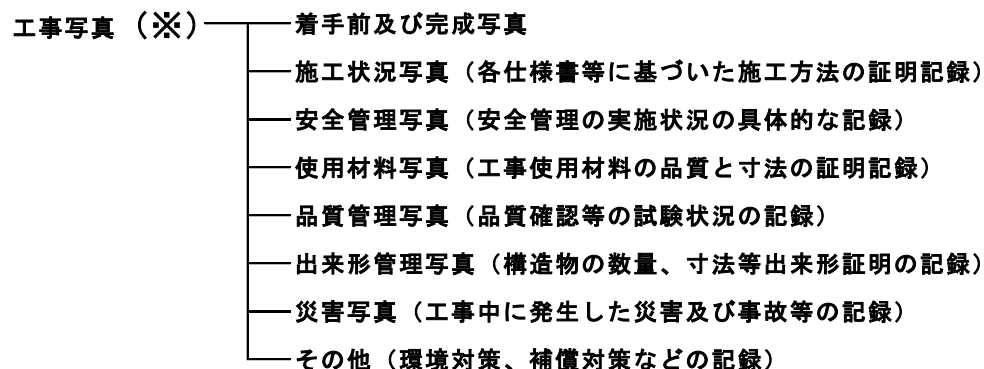 工事写真（※）
着手前及び完成写真
施工状況写真（各仕様書等に基づいた施工方法の証明記録）
安全管理写真（安全管理の実施状況の具体的な記録）
使用材料写真（工事使用材料の品質と寸法の証明記録）
品質管理写真（品質確認等の試験状況の記録）
出来形管理写真（構造物の数量、寸法等出来形証明の記録）
災害写真（工事中に発生した災害及び事故等の記録）
その他（環境対策、補償対策などの記録）